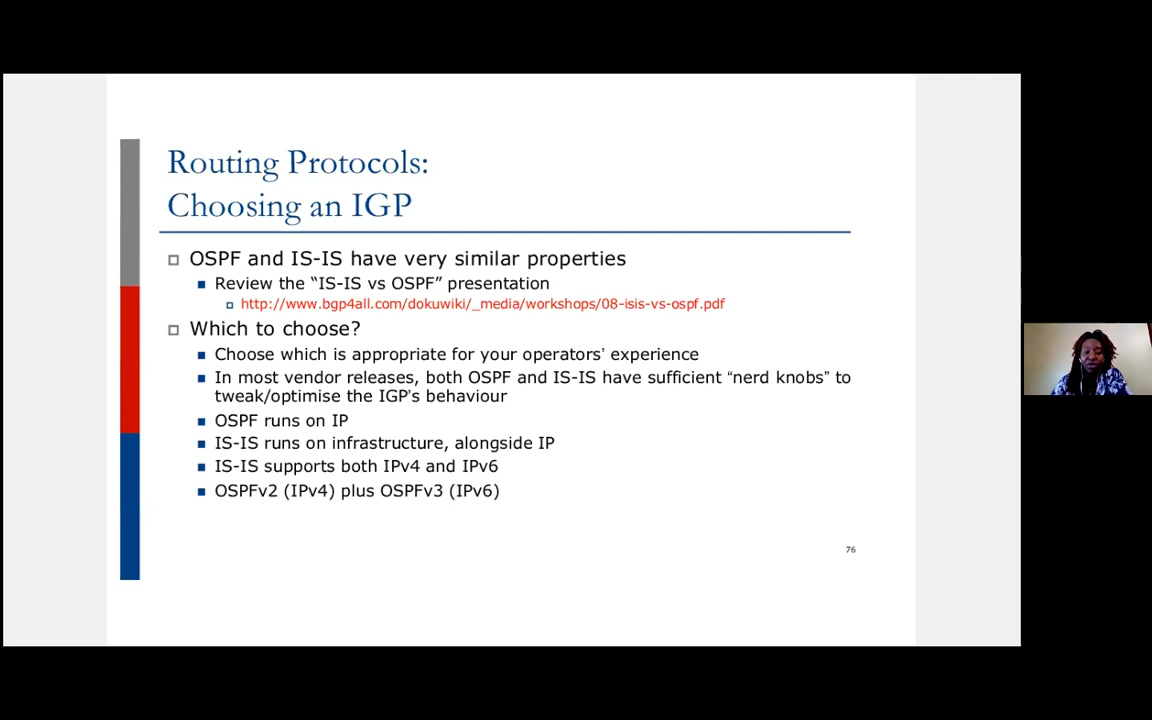 Routing Protocols:
Choosing an IGP
OSPF and IS-IS have very similar properties
Review the “IS-IS vs OSPF” presentation
http://www.bgp4all.com/dokuwiki/_media/workshops/08-isis-vs-ospf.pdf
Which to choose?
Choose which is appropriate for your operators’ experience
In most vendor releases, both OSPF and IS-IS have sufficient “nerd knobs” to
tweak/optimise the IGP’s behaviour
OSPF runs on IP
IS-IS runs on infrastructure, alongside IP
IS-IS supports both IPv4 and IPv6
OSPFv2 (IPv4) plus OSPFv3 (IPv6)
76